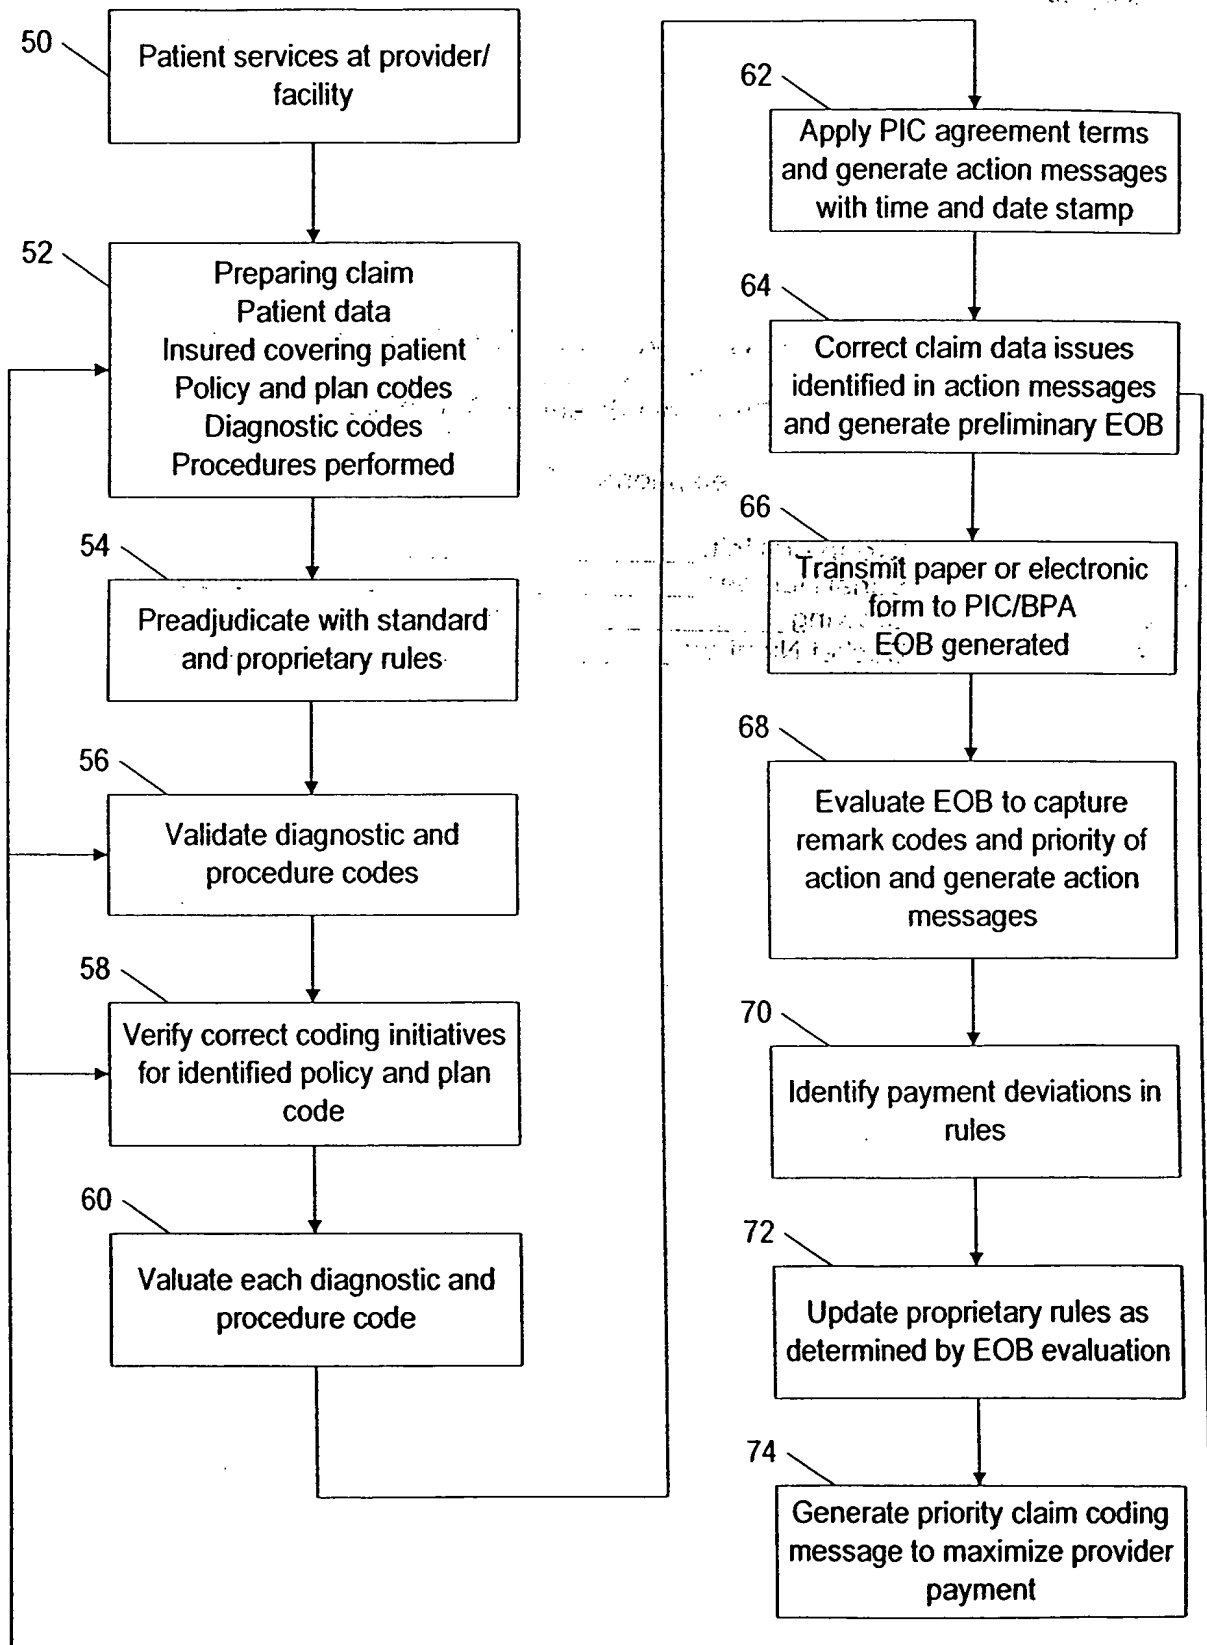 50
Patient services at provider/
facility
52
Preparing claim
Patient data
Insured covering patient
Policy and plan codes
Diagnostic codes
Procedures performed
54
Preadjudicate with standard
and proprietary rules
56
Validate diagnostic and
procedure codes
58
Verify correct coding initiatives
for identified policy and plan
code
60
Valuate each diagnostic and
procedure code
62
Apply PIC agreement terms
and generate action messages
with time and date stamp
64
Correct claim data issues
identified in action messages
and generate preliminary EOB
66
Transmit paper or electronic
form to PIC/BPA
EOB generated
68
Evaluate EOB to capture
remark codes and priority of
action and generate action
messages
70
Identify payment deviations in
rules
72
Update proprietary rules as
determined by EOB evaluation
74
Generate priority claim coding
message to maximize provider
payment